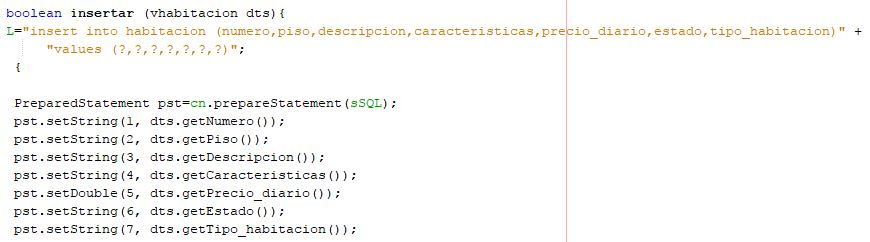 boolean insertar (vhabitacion dts){
L="insert into habitacion (numero,piso,descripcion,caracteristicas,precio_diario,estado,tipo_habitacion)" +
"values (?,?,?,?,?,?,?)";
{
PreparedStatement pst=cn.prepareStatement(sSQL);
pst.setString(1, dts.getNumero());
pst.setString(2, dts.getPiso());
pst.setString(3, dts.getDescripcion());
pst.setString(4, dts.getCaracteristicas());
pst.setDouble(5, dts.getPrecio_diario());
pst.setString(6, dts.getEstado());
pst.setString(7, dts.getTipo_habitacion());